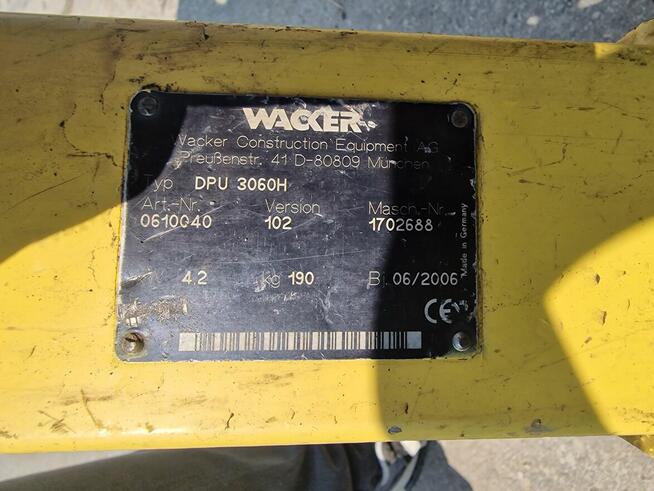 WACKER
Wacker Construction Equipment AG
Preußenstr. 41 D-80809 München
Typ DPU 3060H
Art.-Nr. Version Masch.-Nr.
0610040 102 1702688
4.2 kg 190 Bj. 06/2006
Made in Germany
CE